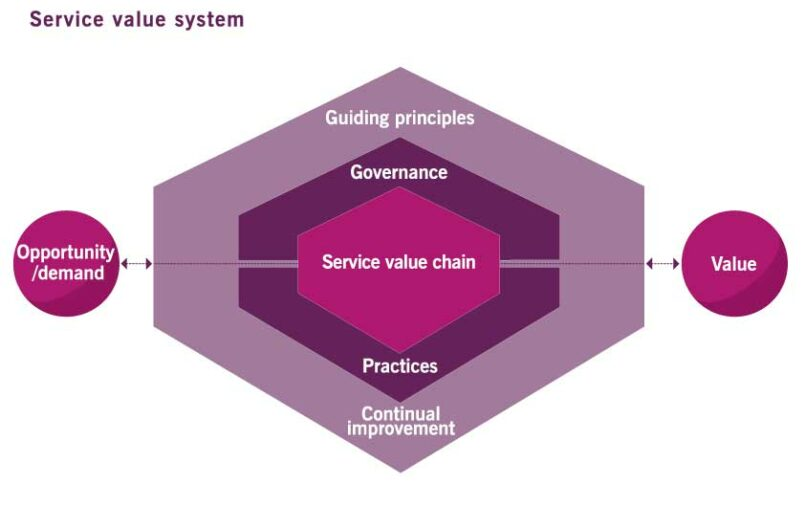 Service value system
Guiding principles
Governance
Opportunity
/demand
Service value chain
Value
Practices
Continual
improvement